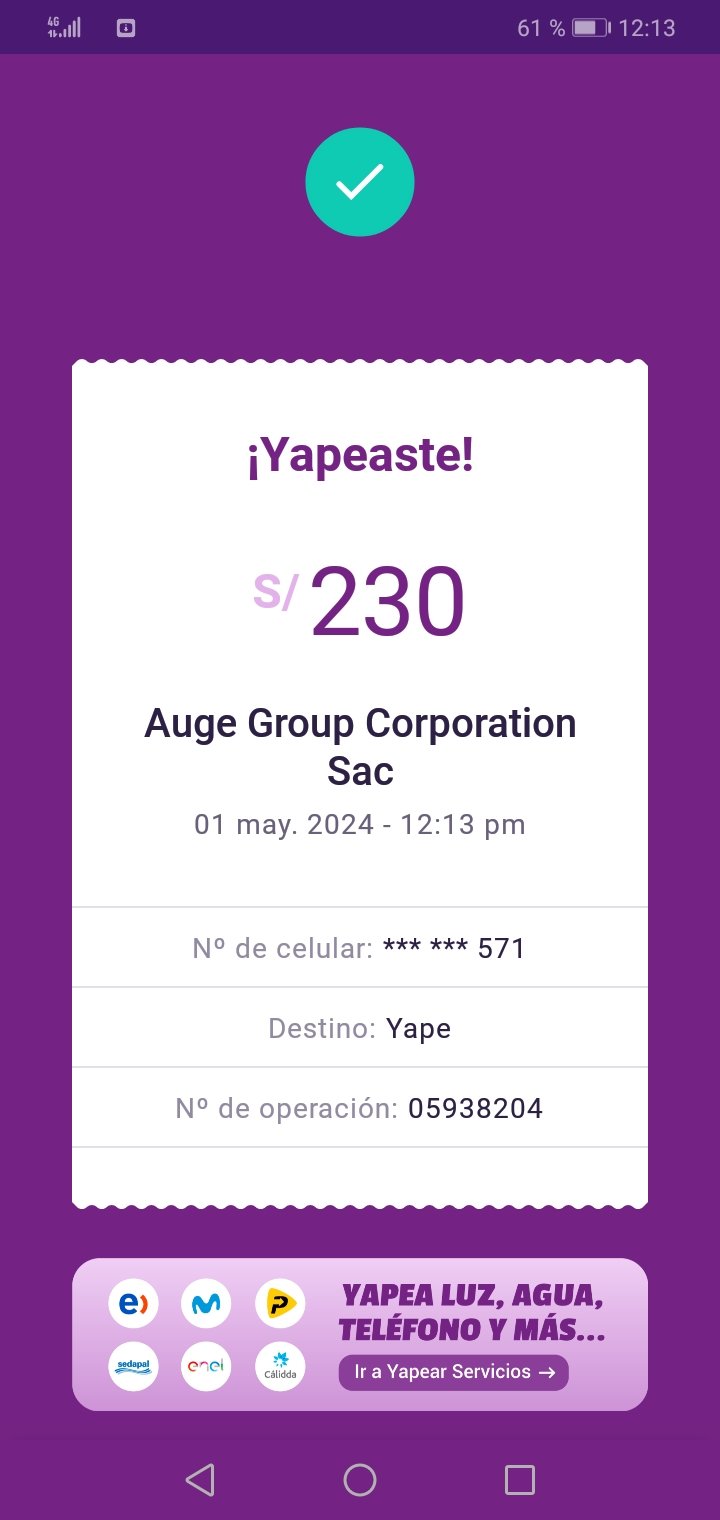 4G
61 % 12:13
¡Yapeaste!
S/ 230
Auge Group Corporation
Sac
01 may. 2024 - 12:13 pm
Nº de celular: *** *** 571
Destino: Yape
Nº de operación: 05938204
YAPEA LUZ, AGUA,
TELÉFONO Y MÁS...
Ir a Yapear Servicios →
e)
P
sedapal
enel
Cálidda